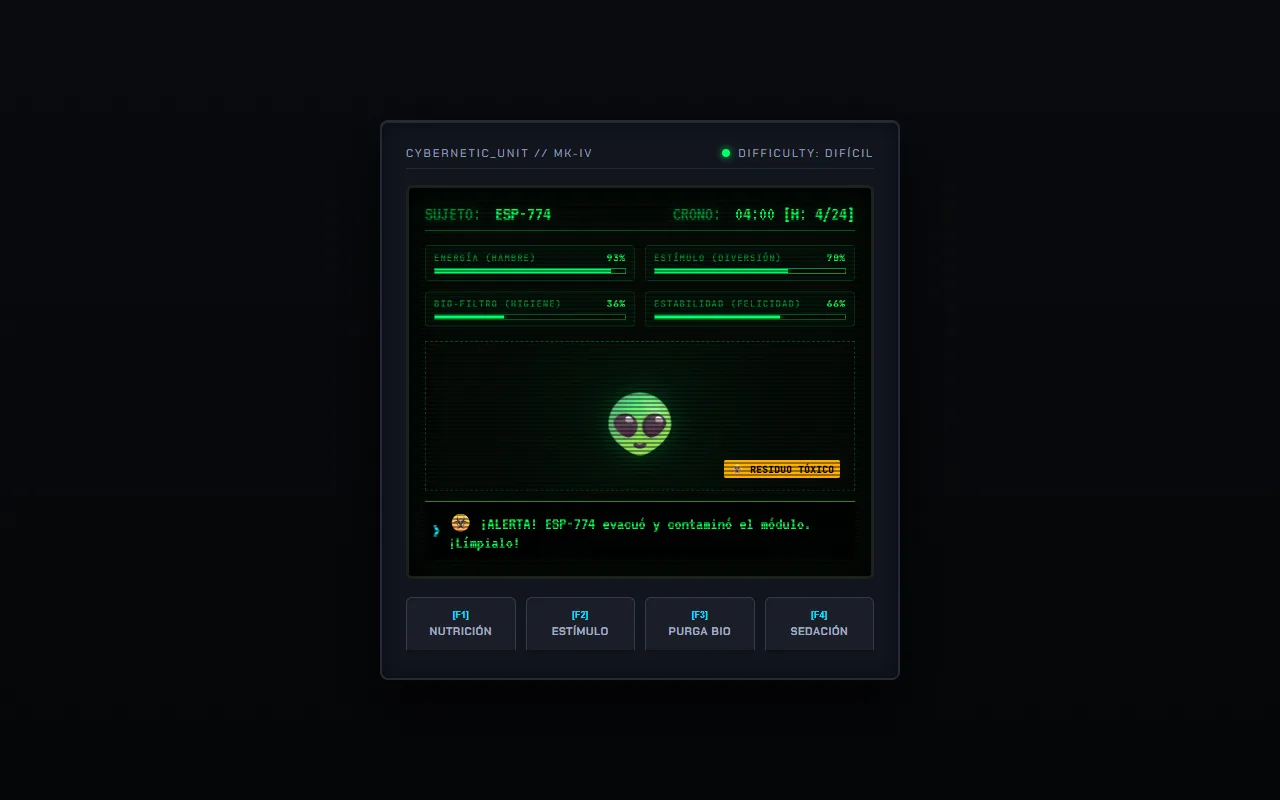 CYBERNETIC_UNIT // MK-IV
DIFFICULTY: DIFÍCIL
SUJETO: ESP-774
CRONO: 04:00 [H: 4/24]
ENERGÍA (HAMBRE) 93%
ESTÍMULO (DIVERSIÓN) 70%
BIO-FILTRO (HIGIENE) 36%
ESTABILIDAD (FELICIDAD) 66%
RESIDUO TÓXICO
❯ ¡ALERTA! ESP-774 evacuó y contaminó el módulo.
¡Límpialo!
[F1]
NUTRICIÓN
[F2]
ESTÍMULO
[F3]
PURGA BIO
[F4]
SEDACIÓN